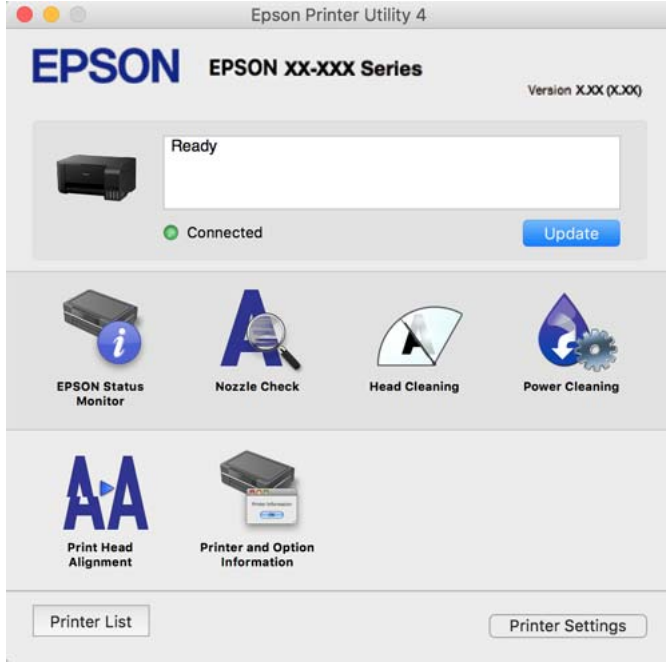 Epson Printer Utility 4
EPSON
EPSON XX-XXX Series
Version X.XX (X.XX)
Ready
Connected
Update
EPSON Status
Monitor
Nozzle Check
Head Cleaning
Power Cleaning
Print Head
Alignment
Printer and Option
Information
Printer List
Printer Settings